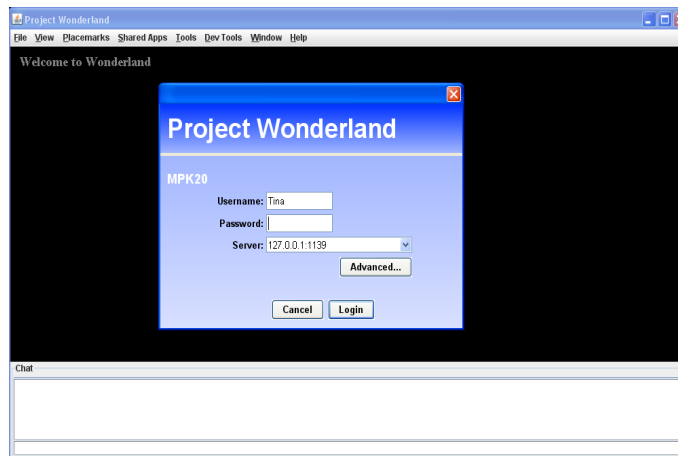 Project Wonderland
File View Placemarks Shared Apps Tools Dev Tools Window Help
Welcome to Wonderland
Project Wonderland
MPK20
Username: Tina
Password:
Server: 127.0.0.1:1139
Advanced...
Cancel Login
Chat